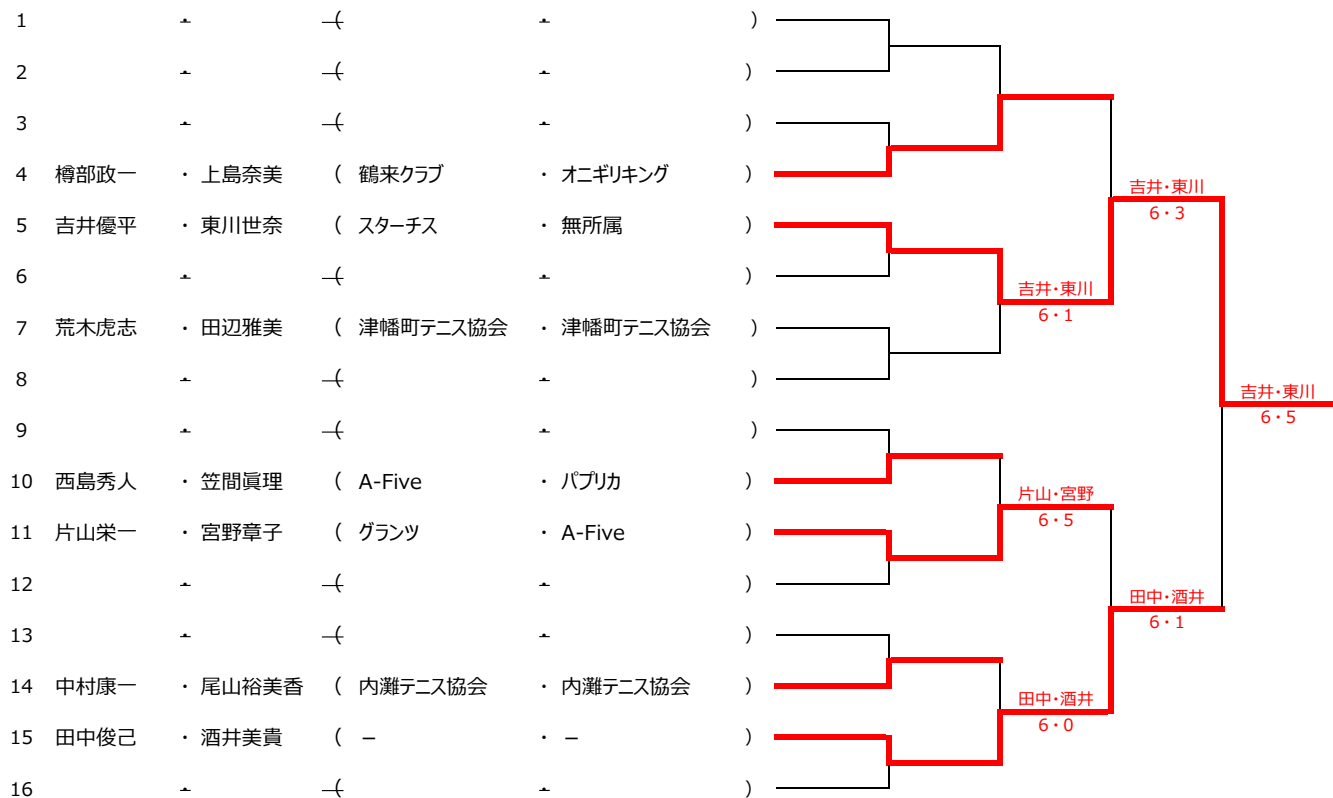 1 ・ ( ・ )
2 ・ ( ・ )
3 ・ ( ・ )
4 樽部政一 ・ 上島奈美 ( 鶴来クラブ ・ オニギリキング )
吉井・東川
5 吉井優平 ・ 東川世奈 ( スターチス ・ 無所属 )
6・3
6 ・ ( ・ )
吉井・東川
7 荒木虎志 ・ 田辺雅美 ( 津幡町テニス協会 ・ 津幡町テニス協会 )
6・1
8 ・ ( ・ )
吉井・東川
6・5
9 ・ ( ・ )
10 西島秀人 ・ 笠間眞理 ( A-Five ・ パプリカ )
片山・宮野
6・5
11 片山栄一 ・ 宮野章子 ( グランツ ・ A-Five )
12 ・ ( ・ )
田中・酒井
6・1
13 ・ ( ・ )
14 中村康一 ・ 尾山裕美香 ( 内灘テニス協会 ・ 内灘テニス協会 )
田中・酒井
6・0
15 田中俊己 ・ 酒井美貴 ( － ・ － )
16 ・ ( ・ )